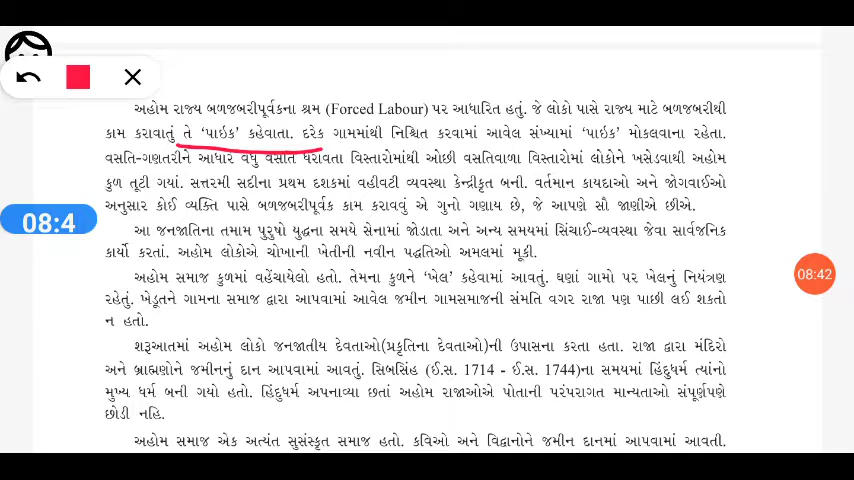 અહોમ રાજ્ય બળજબરીપૂર્વકના શ્રમ (Forced Labour) પર આધારિત હતું. જે લોકો પાસે રાજ્ય માટે બળજબરીથી
કામ કરાવાતું તે ‘પાઇક’ કહેવાતા. દરેક ગામમાંથી નિશ્ચિત કરવામાં આવેલ સંખ્યામાં ‘પાઇક’ મોકલવાના રહેતા.
વસતિ-ગણતરીને આધારે વધુ વસતિ ધરાવતા વિસ્તારોમાંથી ઓછી વસતિવાળા વિસ્તારોમાં લોકોને ખસેડવાથી અહોમ
કુળ તૂટી ગયાં. સત્તરમી સદીના પ્રથમ દશકમાં વહીવટી વ્યવસ્થા કેન્દ્રીકૃત બની. વર્તમાન કાયદાઓ અને જોગવાઈઓ
અનુસાર કોઈ વ્યક્તિ પાસે બળજબરીપૂર્વક કામ કરાવવું એ ગુનો ગણાય છે, જે આપણે સૌ જાણીએ છીએ.
08:4
આ જનજાતિના તમામ પુરુષો યુદ્ધના સમયે સેનામાં જોડાતા અને અન્ય સમયમાં સિંચાઈ-વ્યવસ્થા જેવા સાર્વજનિક
કાર્યો કરતાં. અહોમ લોકોએ ચોખાની ખેતીની નવીન પદ્ધતિઓ અમલમાં મૂકી.
અહોમ સમાજ કુળમાં વહેંચાયેલો હતો. તેમના કુળને ‘ખેલ’ કહેવામાં આવતું. ઘણાં ગામો પર ખેલનું નિયંત્રણ
08:42
રહેતું. ખેડૂતને ગામના સમાજ દ્વારા આપવામાં આવેલ જમીન ગામસમાજની સંમતિ વગર રાજા પણ પાછી લઈ શકતો
ન હતો.
શરૂઆતમાં અહોમ લોકો જનજાતીય દેવતાઓ(પ્રકૃતિના દેવતાઓ)ની ઉપાસના કરતા હતા. રાજા દ્વારા મંદિરો
અને બ્રાહ્મણોને જમીનનું દાન આપવામાં આવતું. સિબસિંહ (ઈ.સ. 1714 - ઈ.સ. 1744)ના સમયમાં હિંદુધર્મ ત્યાંનો
મુખ્ય ધર્મ બની ગયો હતો. હિંદુધર્મ અપનાવ્યા છતાં અહોમ રાજાઓએ પોતાની પરંપરાગત માન્યતાઓ સંપૂર્ણપણે
છોડી નહિ.
અહોમ સમાજ એક અત્યંત સુસંસ્કૃત સમાજ હતો. કવિઓ અને વિદ્વાનોને જમીન દાનમાં આપવામાં આવતી.